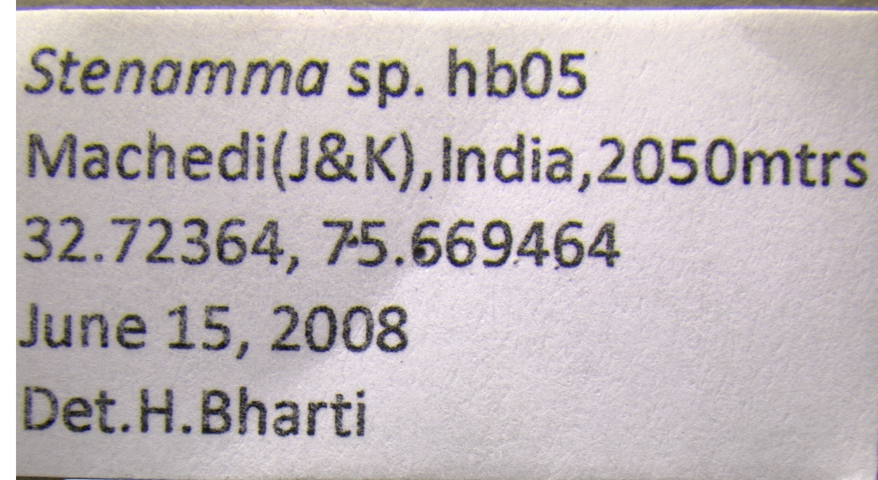 Stenamma sp. hb05
Machedi(J&K),India,2050mtrs
32.72364, 75.669464
June 15, 2008
Det.H.Bharti